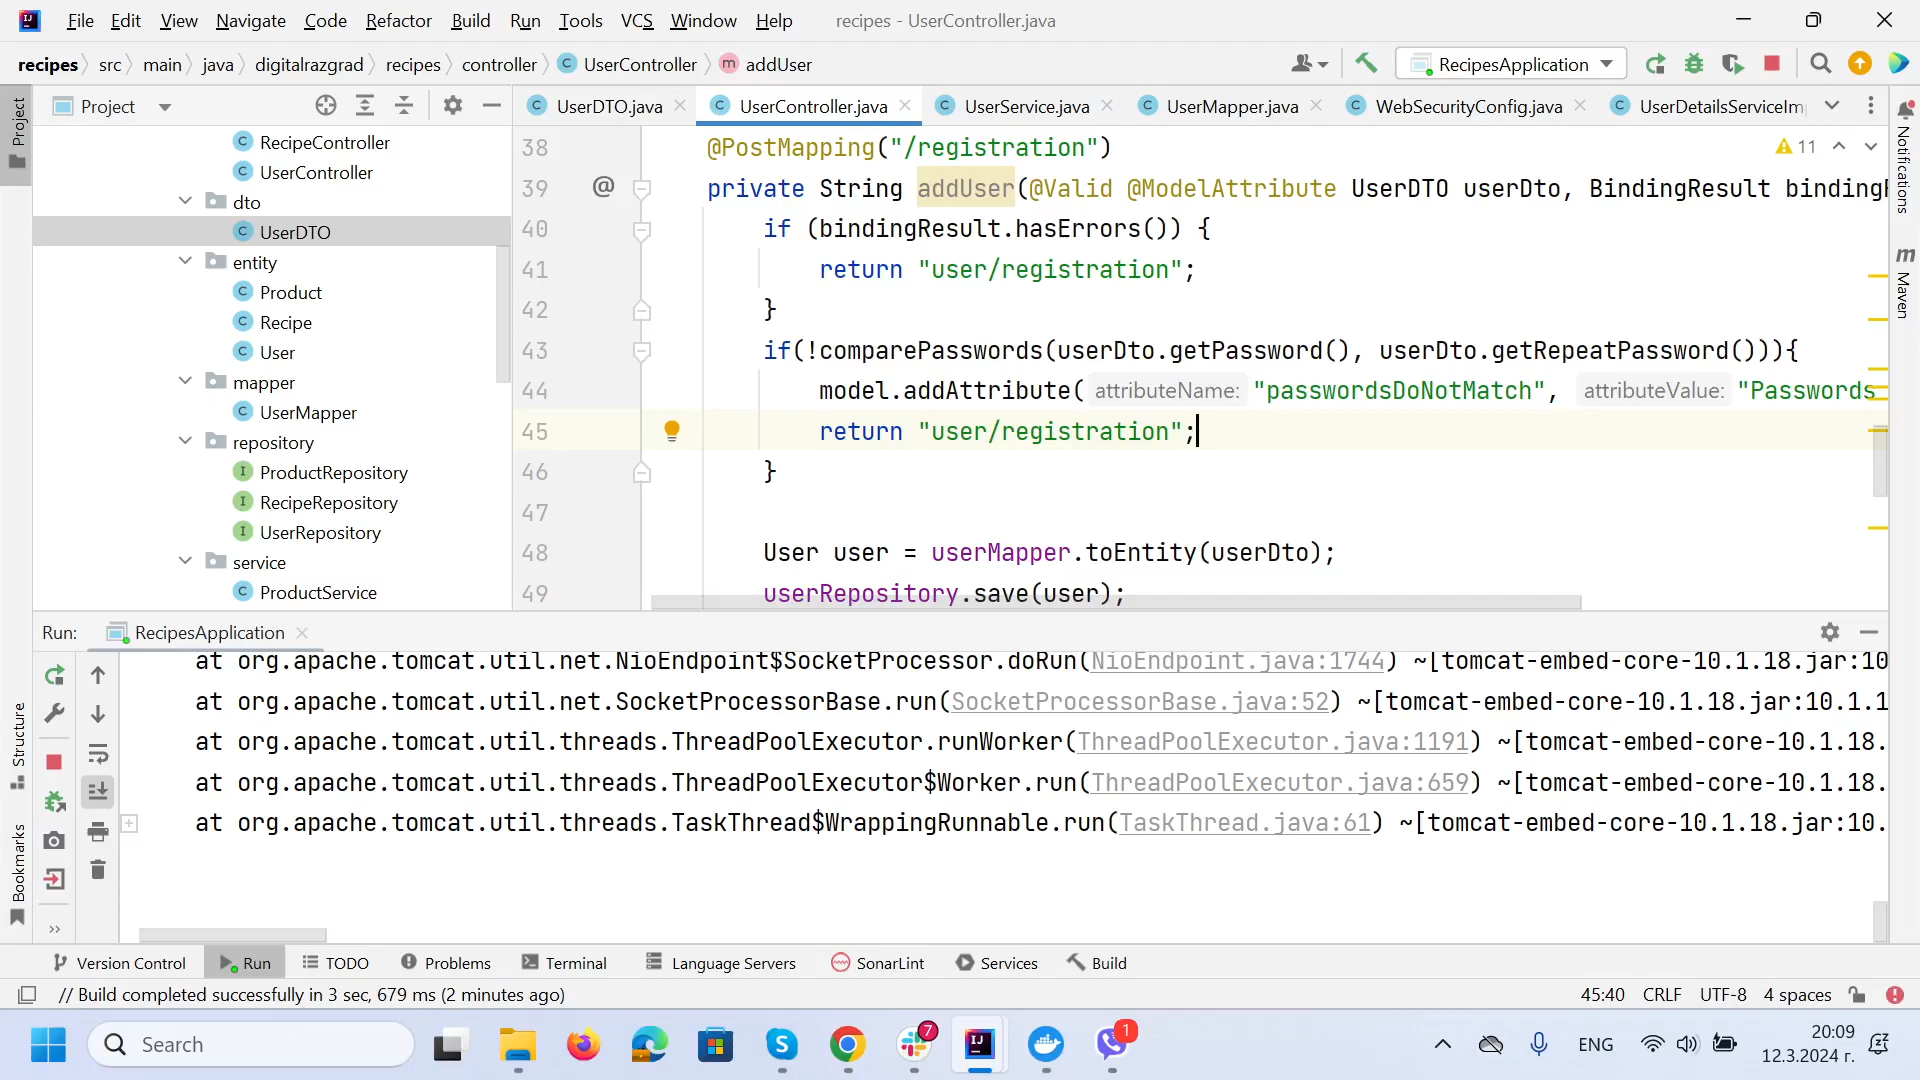 File Edit View Navigate Code Refactor Build Run Tools VCS Window Help recipes - UserController.java
recipes src main java digitalrazgrad recipes controller UserController addUser RecipesApplication
Project
UserDTO.java UserController.java UserService.java UserMapper.java WebSecurityConfig.java UserDetailsServiceIm
Project
RecipeController
UserController
dto
UserDTO
entity
Product
Recipe
User
mapper
UserMapper
repository
ProductRepository
RecipeRepository
UserRepository
service
ProductService
38 @PostMapping("/registration") 11
39 @ private String addUser(@Valid @ModelAttribute UserDTO userDto, BindingResult binding
40 if (bindingResult.hasErrors()) {
41 return "user/registration";
42 }
43 if(!comparePasswords(userDto.getPassword(), userDto.getRepeatPassword())){
44 model.addAttribute( attributeName: "passwordsDoNotMatch", attributeValue: "Passwords
45 return "user/registration";
46 }
47
48 User user = userMapper.toEntity(userDto);
49 userRepository.save(user);
Notifications
Maven
Run: RecipesApplication
at org.apache.tomcat.util.net.NioEndpoint$SocketProcessor.doRun(NioEndpoint.java:1744) ~[tomcat-embed-core-10.1.18.jar:10
at org.apache.tomcat.util.net.SocketProcessorBase.run(SocketProcessorBase.java:52) ~[tomcat-embed-core-10.1.18.jar:10.1.1
at org.apache.tomcat.util.threads.ThreadPoolExecutor.runWorker(ThreadPoolExecutor.java:1191) ~[tomcat-embed-core-10.1.18.
at org.apache.tomcat.util.threads.ThreadPoolExecutor$Worker.run(ThreadPoolExecutor.java:659) ~[tomcat-embed-core-10.1.18.
at org.apache.tomcat.util.threads.TaskThread$WrappingRunnable.run(TaskThread.java:61) ~[tomcat-embed-core-10.1.18.jar:10.
Structure
Bookmarks
Version Control Run TODO Problems Terminal Language Servers SonarLint Services Build
// Build completed successfully in 3 sec, 679 ms (2 minutes ago) 45:40 CRLF UTF-8 4 spaces
Search 7 1 ENG 20:09
12.3.2024 г.